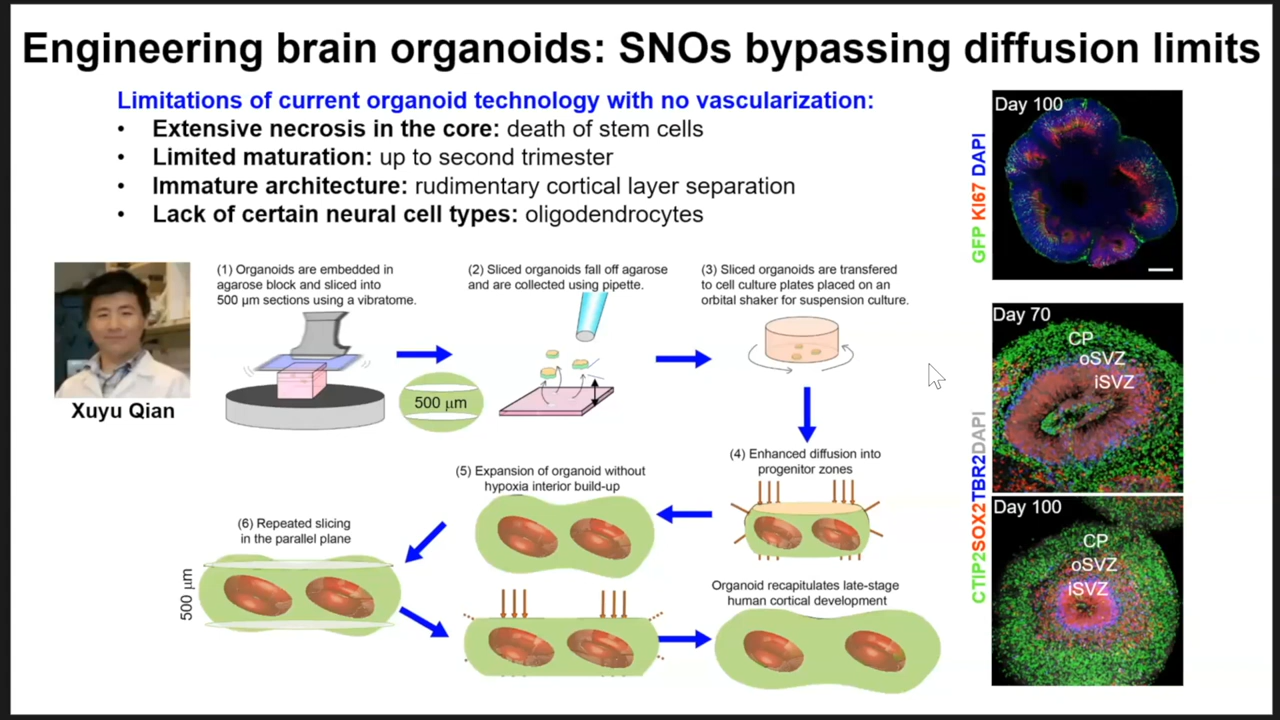 Engineering brain organoids: SNOs bypassing diffusion limits
Limitations of current organoid technology with no vascularization:
• Extensive necrosis in the core: death of stem cells
• Limited maturation: up to second trimester
• Immature architecture: rudimentary cortical layer separation
• Lack of certain neural cell types: oligodendrocytes
Xuyu Qian
(1) Organoids are embedded in
agarose block and sliced into
500 µm sections using a vibratome.
500 µm
(2) Sliced organoids fall off agarose
and are collected using pipette.
(3) Sliced organoids are transfered
to cell culture plates placed on an
orbital shaker for suspension culture.
(4) Enhanced diffusion into
progenitor zones
(5) Expansion of organoid without
hypoxia interior build-up
(6) Repeated slicing
in the parallel plane
500 µm
Organoid recapitulates late-stage
human cortical development
GFP KI67 DAPI
Day 100
CTIP2SOX2TBR2DAPI
Day 70
CP
oSVZ
iSVZ
Day 100
CP
oSVZ
iSVZ